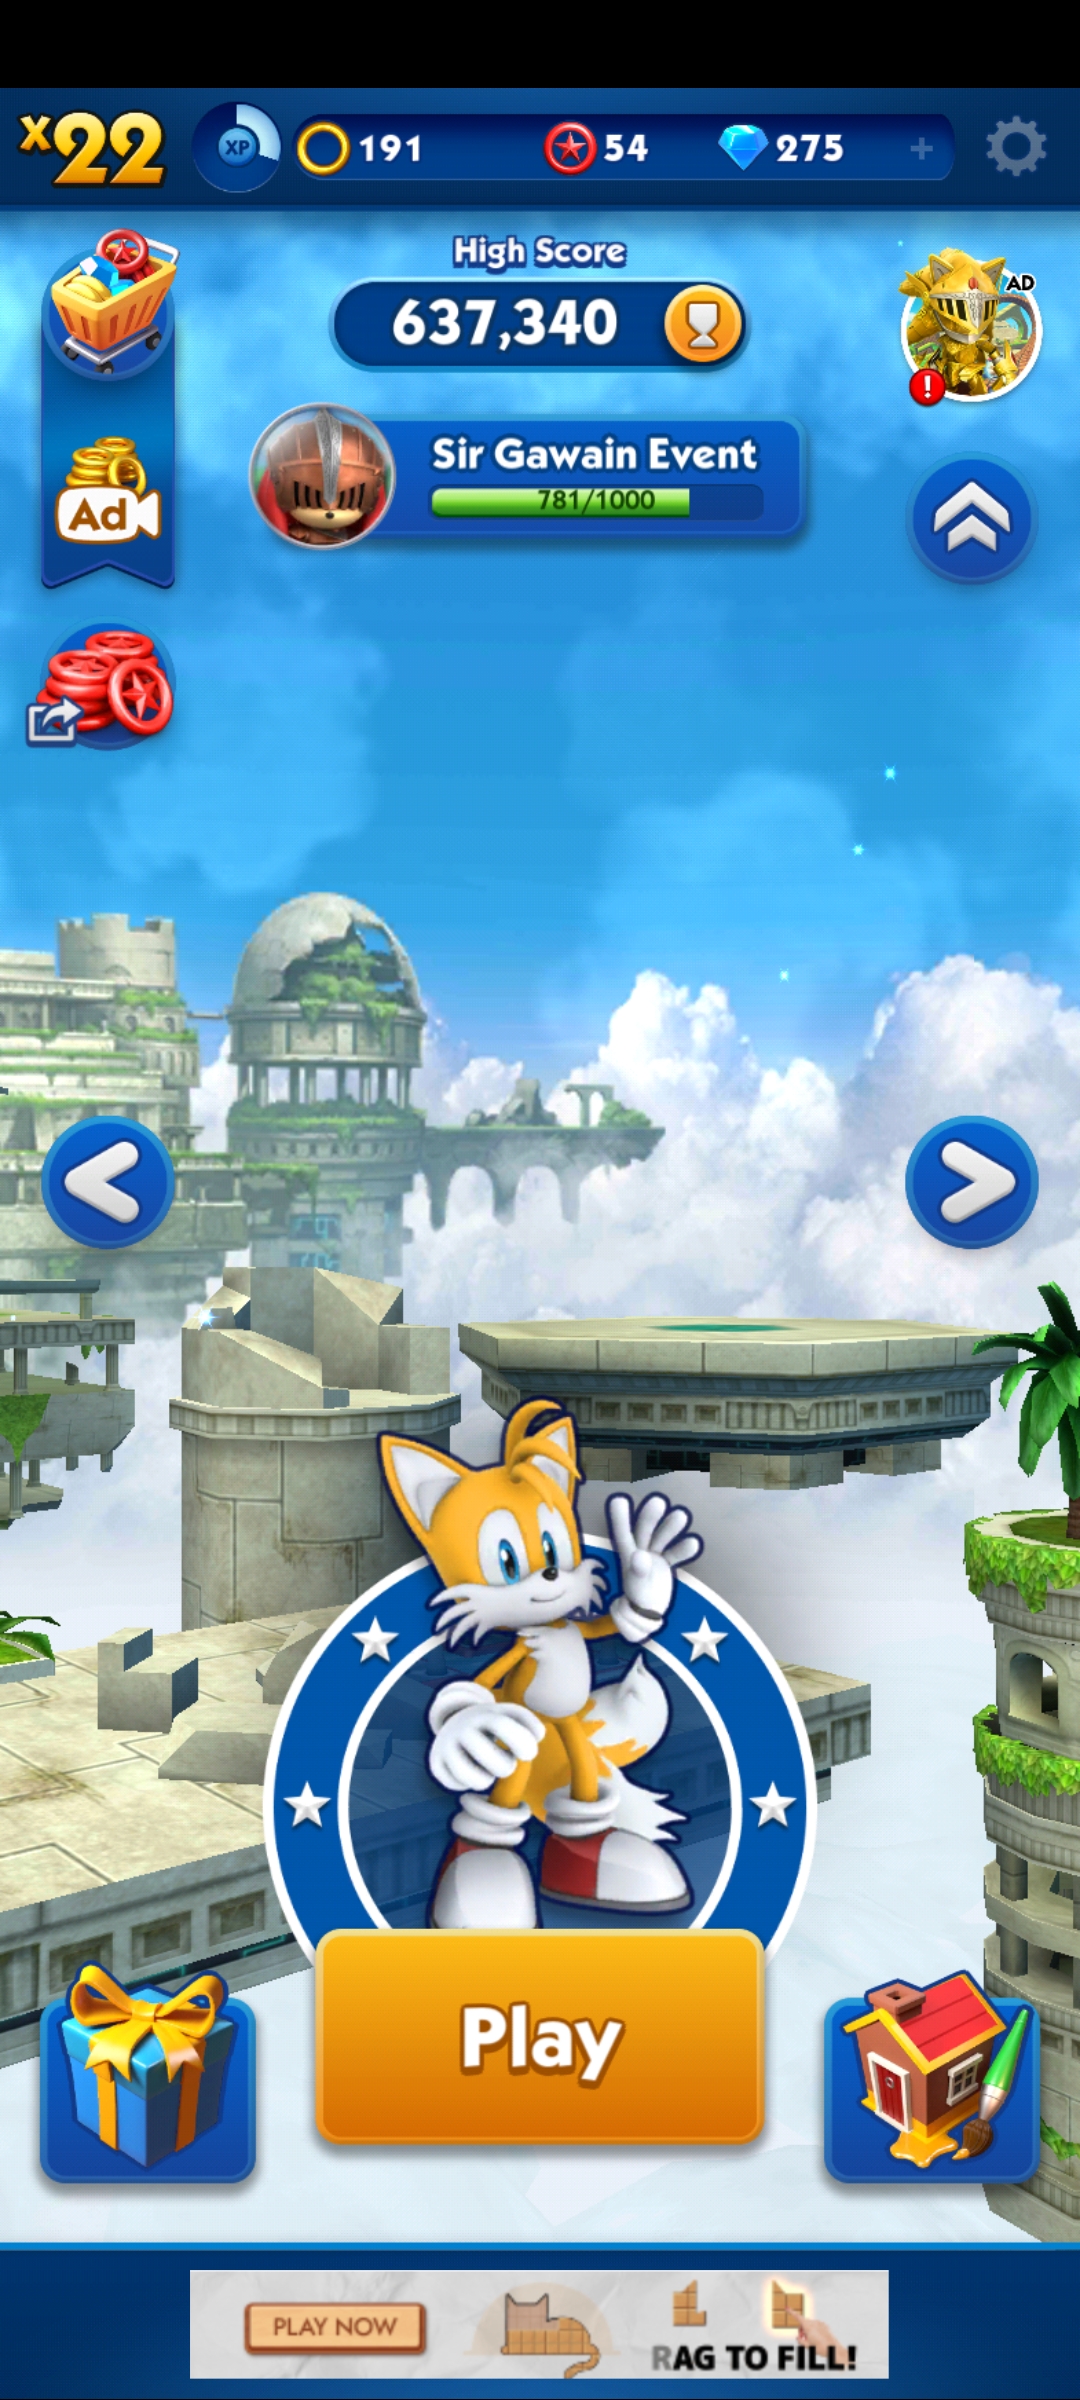 x22
XP
191
54
275
High Score
637,340
AD
!
Sir Gawain Event
781/1000
Ad
Play
PLAY NOW
RAG TO FILL!